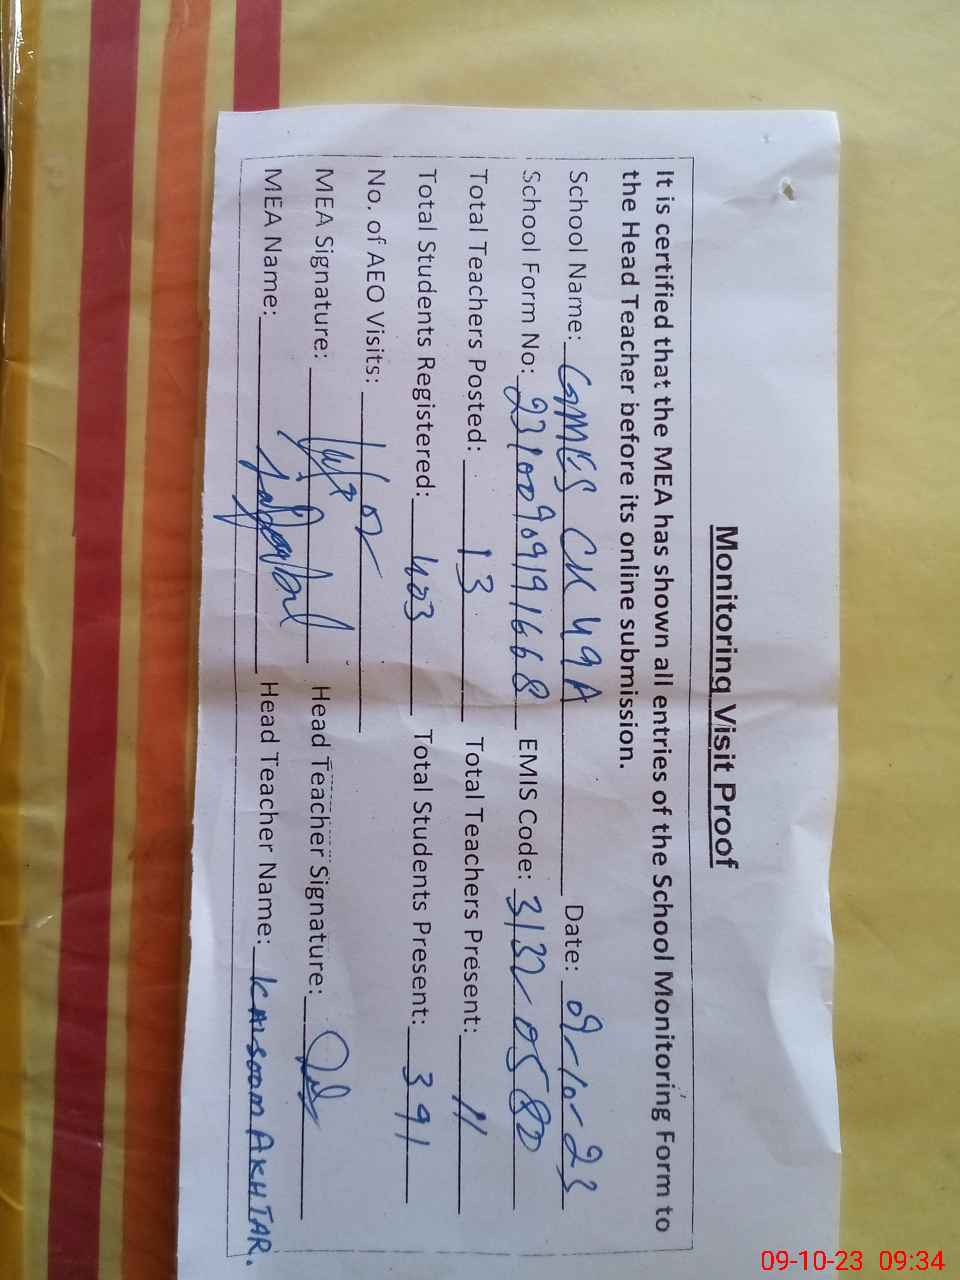 Monitoring Visit Proof
It is certified that the MEA has shown all entries of the School Monitoring Form to
the Head Teacher before its online submission.
School Name: GMES CK 49A Date: 09-10-23
School Form No: 231009091668 EMIS Code: 31320580
Total Teachers Posted: 13 Total Teachers Present: 11
Total Students Registered: 403 Total Students Present: 391
No. of AEO Visits: 02
MEA Signature: Head Teacher Signature:
MEA Name: Head Teacher Name: KALSOOM AKHTAR.
09-10-23 09:34